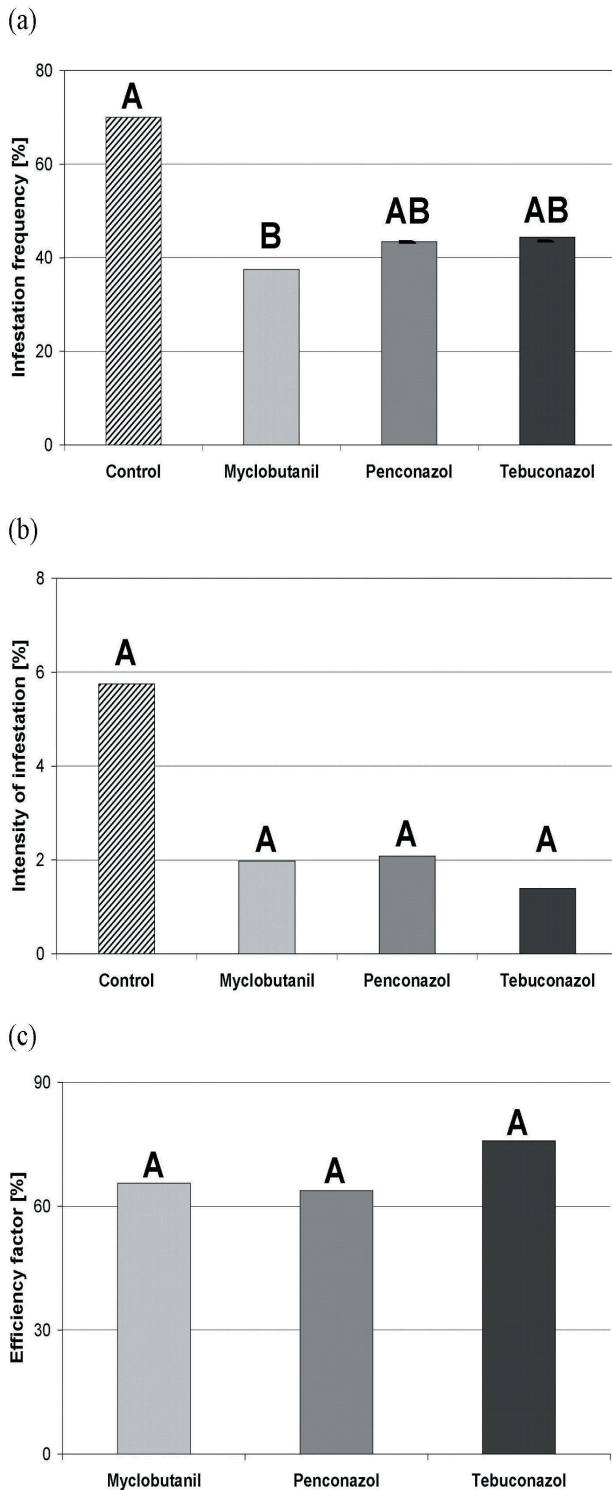 (a)
Infestation frequency [%]
80
60
40
20
0
A
B
AB
AB
Control
Myclobutanil
Penconazol
Tebuconazol
(b)
Intensity of infestation [%]
8
6
4
2
0
A
A
A
A
Control
Myclobutanil
Penconazol
Tebuconazol
(c)
Efficiency factor [%]
90
60
30
0
A
A
A
Myclobutanil
Penconazol
Tebuconazol